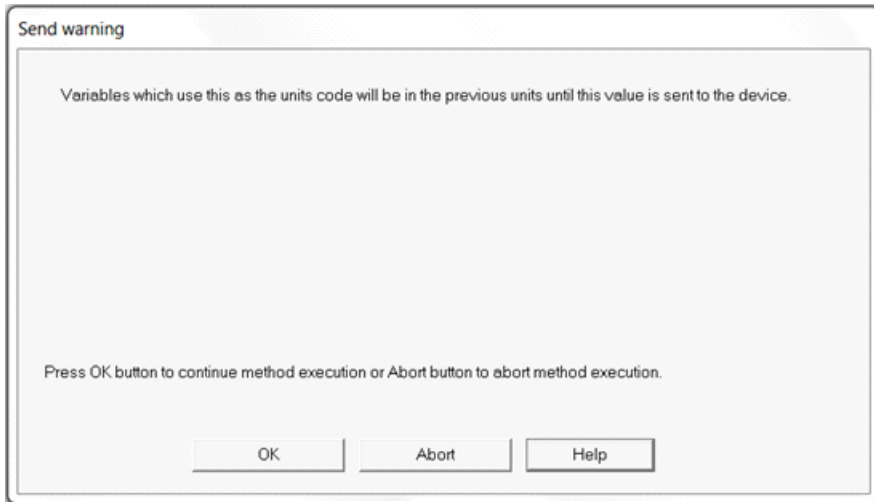 Send warning
Variables which use this as the units code will be in the previous units until this value is sent to the device.
Press OK button to continue method execution or Abort button to abort method execution.
OK Abort Help